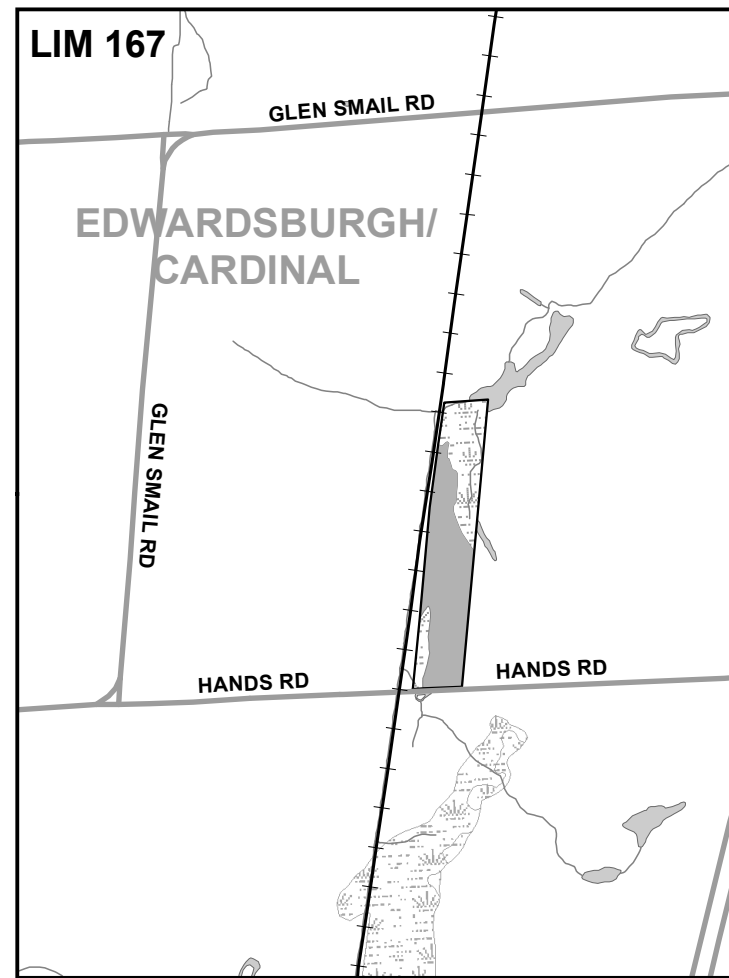 LIM 167
GLEN SMAIL RD
EDWARDSBURGH/
CARDINAL
GLEN SMAIL RD
HANDS RD
HANDS RD